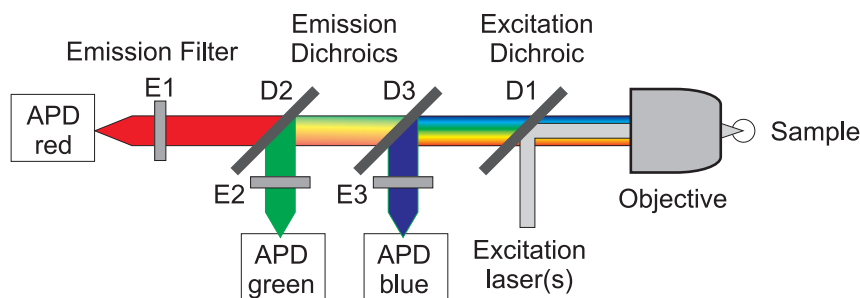 Emission Filter
Emission
Dichroics
Excitation
Dichroic
E1
D2
D3
D1
APD
red
Sample
E2
E3
Objective
APD
green
APD
blue
Excitation
laser(s)